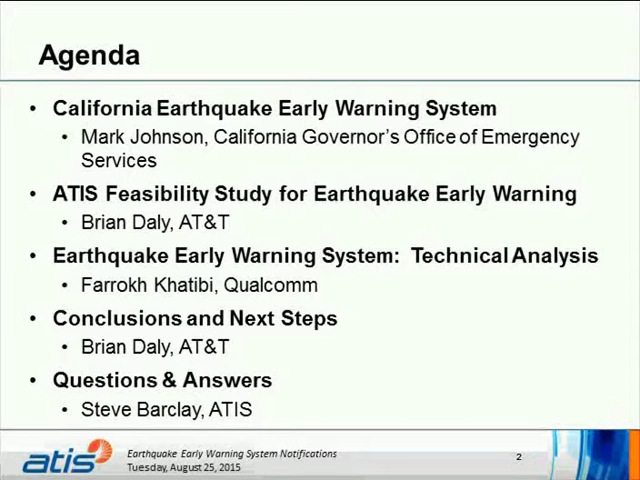 Agenda
• California Earthquake Early Warning System
• Mark Johnson, California Governor's Office of Emergency
Services
• ATIS Feasibility Study for Earthquake Early Warning
• Brian Daly, AT&T
• Earthquake Early Warning System: Technical Analysis
• Farrokh Khatibi, Qualcomm
• Conclusions and Next Steps
• Brian Daly, AT&T
• Questions & Answers
• Steve Barclay, ATIS
atis
Earthquake Early Warning System Notifications
Tuesday, August 25, 2015
2